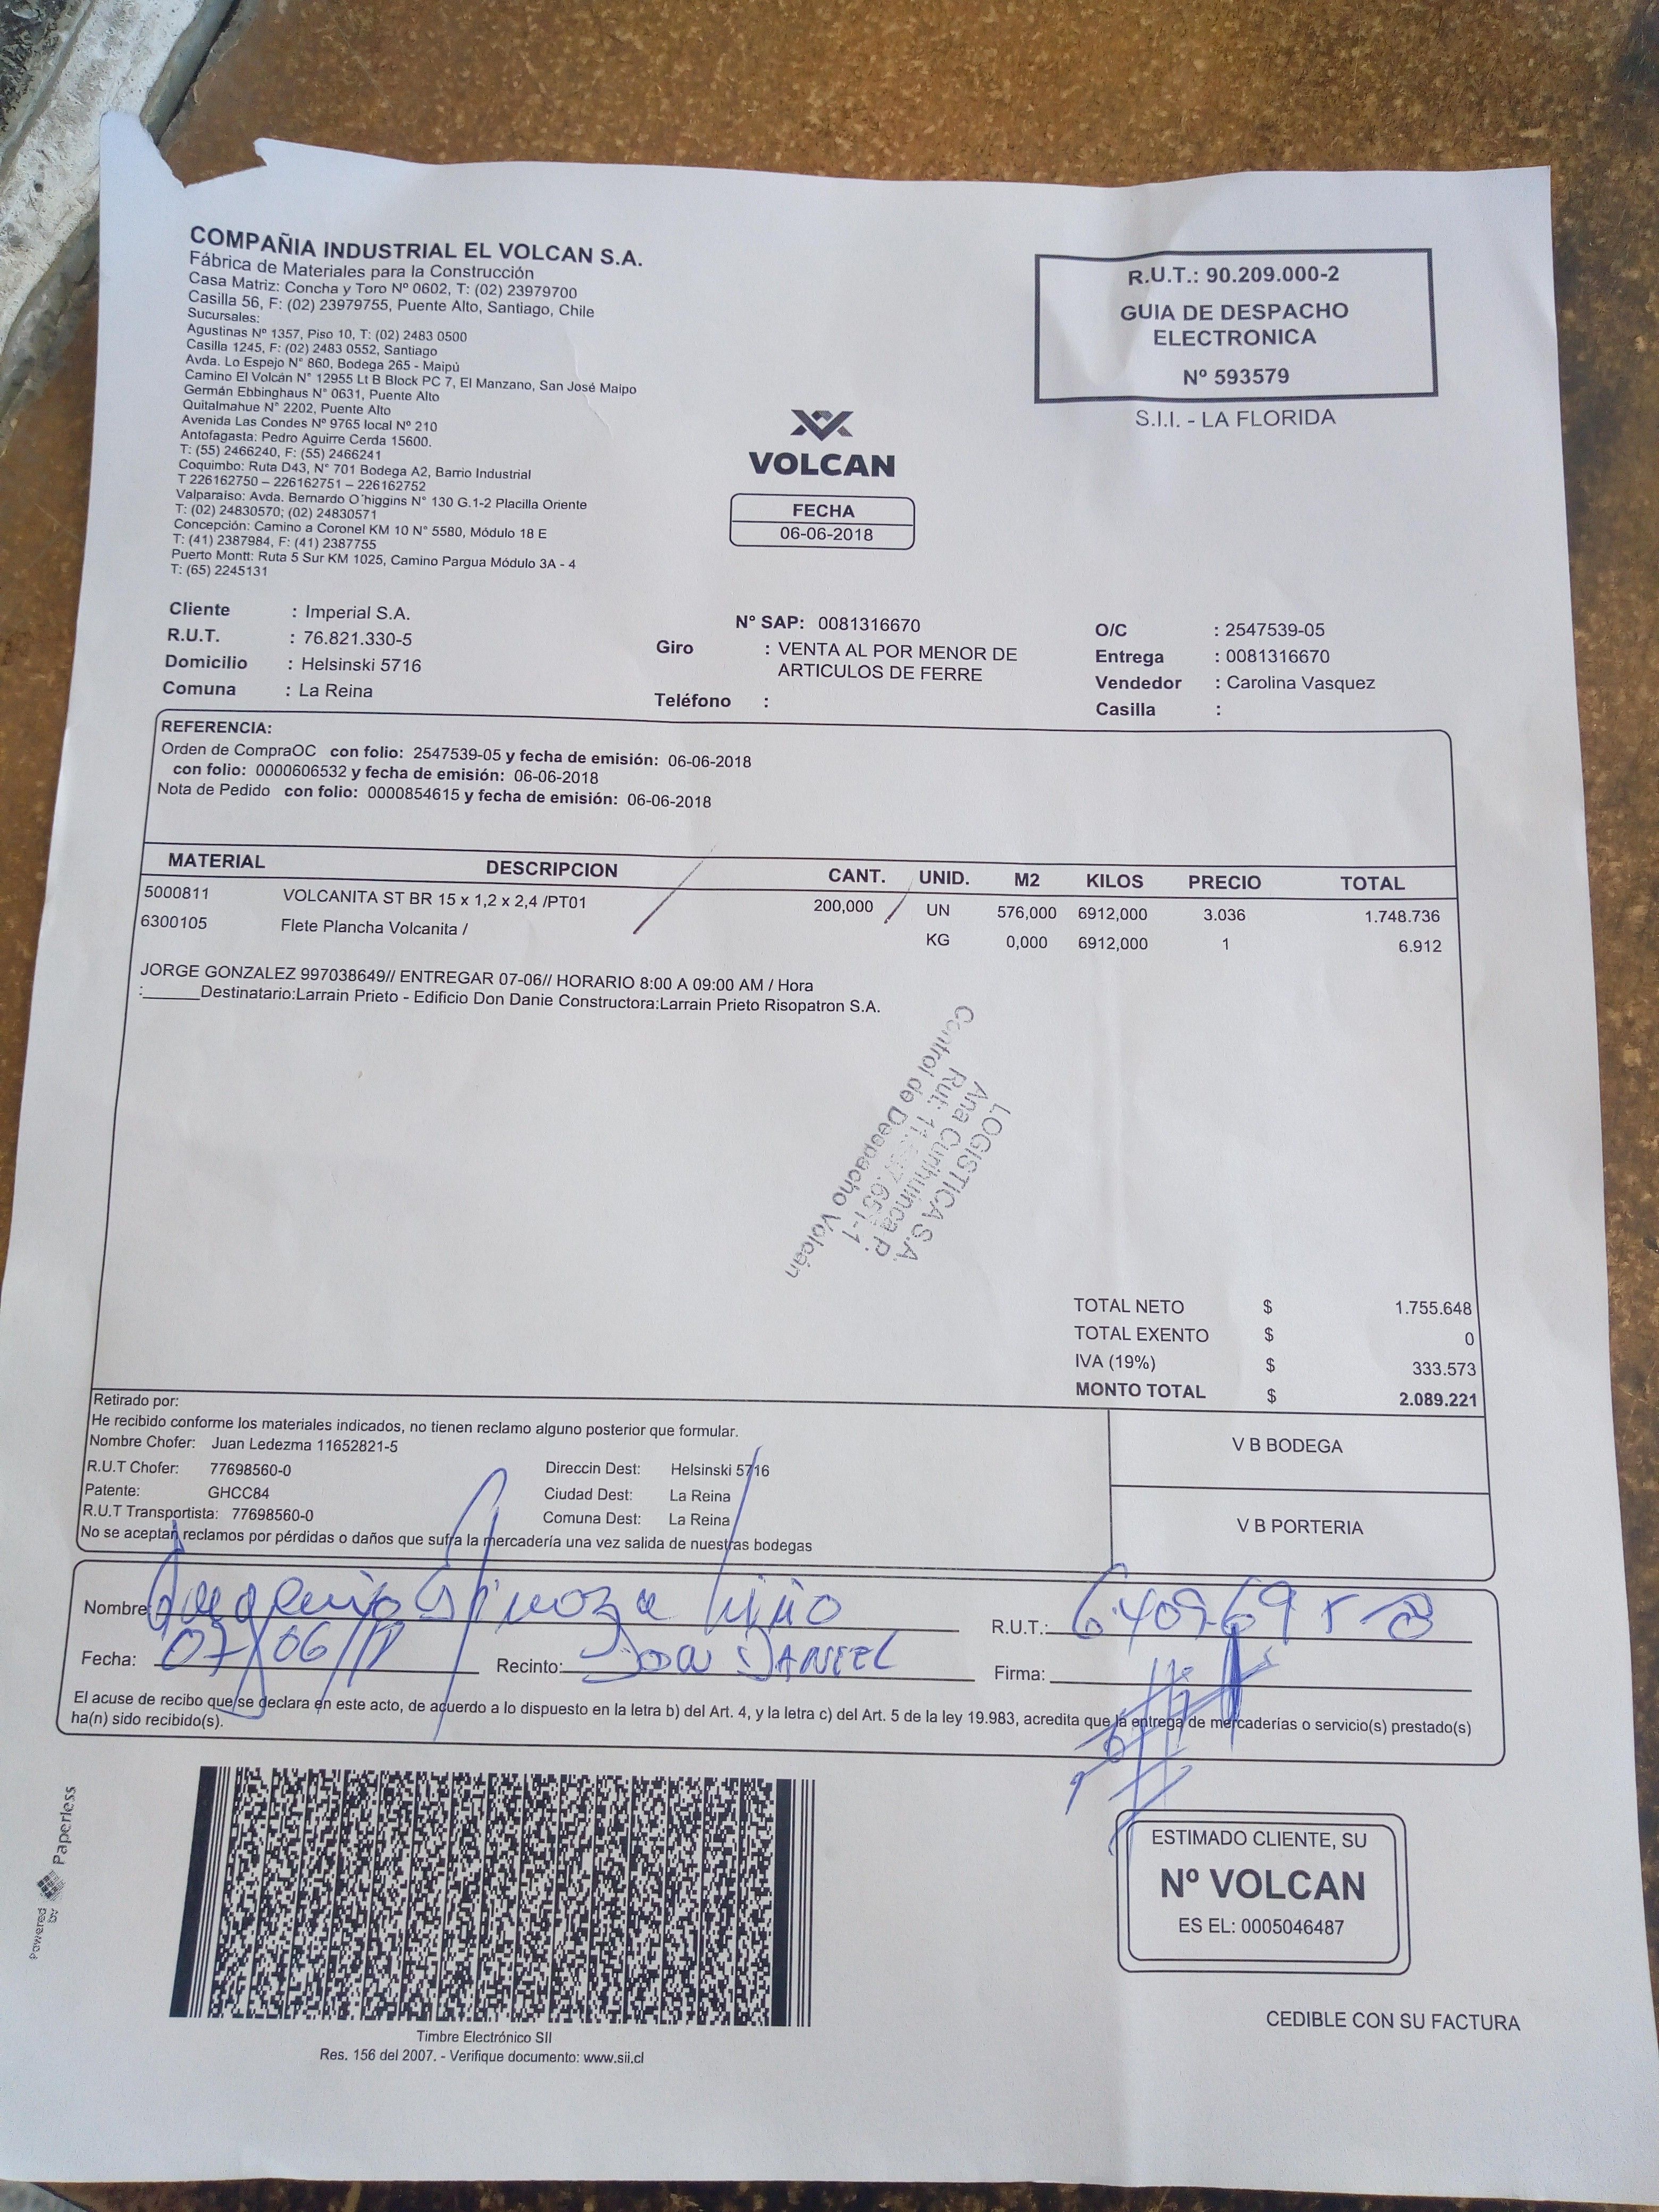 COMPAÑIA INDUSTRIAL EL VOLCAN S.A.
Fábrica de Materiales para la Construcción
Casa Matriz: Concha y Toro Nº 0602, T: (02) 23979700
Casilla 56, F: (02) 23979755, Puente Alto, Santiago, Chile
Sucursales:
Agustinas Nº 1357, Piso 10, T: (02) 2483 0500
Casilla 1245, F: (02) 2483 0552, Santiago
Avda. Lo Espejo N° 860, Bodega 265 - Maipú
Camino El Volcán N° 12955 Lt B Block PC 7, El Manzano, San José Maipo
Germán Ebbinghaus N° 0631, Puente Alto
Quitalmahue N° 2202, Puente Alto
Avenida Las Condes Nº 9765 local Nº 210
Antofagasta: Pedro Aguirre Cerda 15600.
T: (55) 2466240, F: (55) 2466241
Coquimbo: Ruta D43, N° 701 Bodega A2, Barrio Industrial
T 226162750 – 226162751 – 226162752
Valparaiso: Avda. Bernardo O´higgins N° 130 G.1-2 Placilla Oriente
T: (02) 24830570; (02) 24830571
Concepción: Camino a Coronel KM 10 N° 5580, Módulo 18 E
T: (41) 2387984, F: (41) 2387755
Puerto Montt: Ruta 5 Sur KM 1025, Camino Pargua Módulo 3A - 4
T: (65) 2245131
R.U.T.: 90.209.000-2
GUIA DE DESPACHO
ELECTRONICA
Nº 593579
S.I.I. - LA FLORIDA
VOLCAN
FECHA
06-06-2018
Cliente : Imperial S.A.
R.U.T. : 76.821.330-5
Domicilio : Helsinski 5716
Comuna : La Reina
N° SAP: 0081316670
Giro : VENTA AL POR MENOR DE
ARTICULOS DE FERRE
Teléfono :
O/C : 2547539-05
Entrega : 0081316670
Vendedor : Carolina Vasquez
Casilla :
REFERENCIA:
Orden de CompraOC con folio: 2547539-05 y fecha de emisión: 06-06-2018
con folio: 0000606532 y fecha de emisión: 06-06-2018
Nota de Pedido con folio: 0000854615 y fecha de emisión: 06-06-2018
MATERIAL DESCRIPCION CANT. UNID. M2 KILOS PRECIO TOTAL
5000811 VOLCANITA ST BR 15 x 1,2 x 2,4 /PT01 200,000 UN 576,000 6912,000 3.036 1.748.736
6300105 Flete Plancha Volcanita / KG 0,000 6912,000 1 6.912
JORGE GONZALEZ 997038649// ENTREGAR 07-06// HORARIO 8:00 A 09:00 AM / Hora
:______Destinatario:Larrain Prieto - Edificio Don Danie Constructora:Larrain Prieto Risopatron S.A.
LOGISTICA S.A.
Ana Curihuinca P.
Rut: 11.
Control de Despacho Volcán
TOTAL NETO $ 1.755.648
TOTAL EXENTO $ 0
IVA (19%) $ 333.573
MONTO TOTAL $ 2.089.221
Retirado por:
He recibido conforme los materiales indicados, no tienen reclamo alguno posterior que formular.
Nombre Chofer: Juan Ledezma 11652821-5
R.U.T Chofer: 77698560-0 Direccin Dest: Helsinski 5716
Patente: GHCC84 Ciudad Dest: La Reina
R.U.T Transportista: 77698560-0 Comuna Dest: La Reina
No se aceptan reclamos por pérdidas o daños que sufra la mercadería una vez salida de nuestras bodegas
V B BODEGA
V B PORTERIA
Nombre: Espinoza R.U.T.:
Fecha: 07/06/ Recinto: DON DANIEL Firma:
El acuse de recibo que se declara en este acto, de acuerdo a lo dispuesto en la letra b) del Art. 4, y la letra c) del Art. 5 de la ley 19.983, acredita que la entrega de mercaderías o servicio(s) prestado(s)
ha(n) sido recibido(s).
Powered by Paperless
Timbre Electrónico SII
Res. 156 del 2007. - Verifique documento: www.sii.cl
ESTIMADO CLIENTE, SU
Nº VOLCAN
ES EL: 0005046487
CEDIBLE CON SU FACTURA